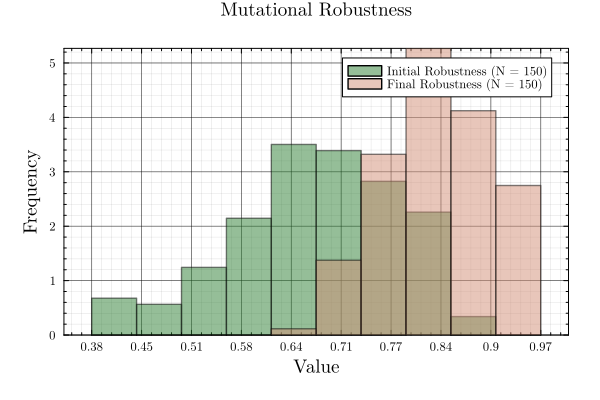 Mutational Robustness
Initial Robustness (N = 150)
Final Robustness (N = 150)
Frequency
5
4
3
2
1
0
0.38 0.45 0.51 0.58 0.64 0.71 0.77 0.84 0.9 0.97
Value